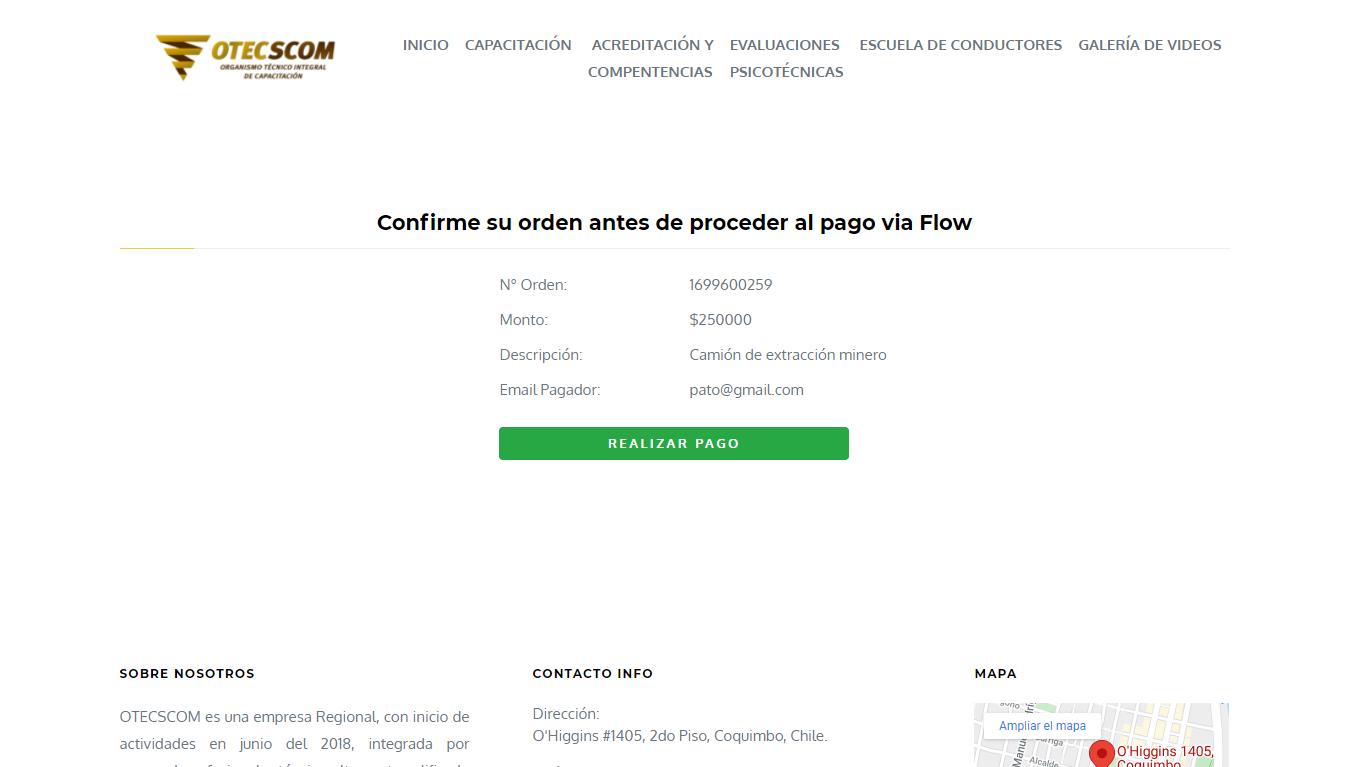 OTECSCOM
ORGANISMO TÉCNICO INTEGRAL
DE CAPACITACIÓN
INICIO
CAPACITACIÓN
ACREDITACIÓN Y
COMPENTENCIAS
EVALUACIONES
PSICOTÉCNICAS
ESCUELA DE CONDUCTORES
GALERÍA DE VIDEOS
Confirme su orden antes de proceder al pago via Flow
N° Orden: 1699600259
Monto: $250000
Descripción: Camión de extracción minero
Email Pagador: pato@gmail.com
REALIZAR PAGO
SOBRE NOSOTROS
OTECSCOM es una empresa Regional, con inicio de
actividades en junio del 2018, integrada por
CONTACTO INFO
Dirección:
O'Higgins #1405, 2do Piso, Coquimbo, Chile.
MAPA
Ampliar el mapa
O'Higgins 1405,
Coquimbo
Alcalde